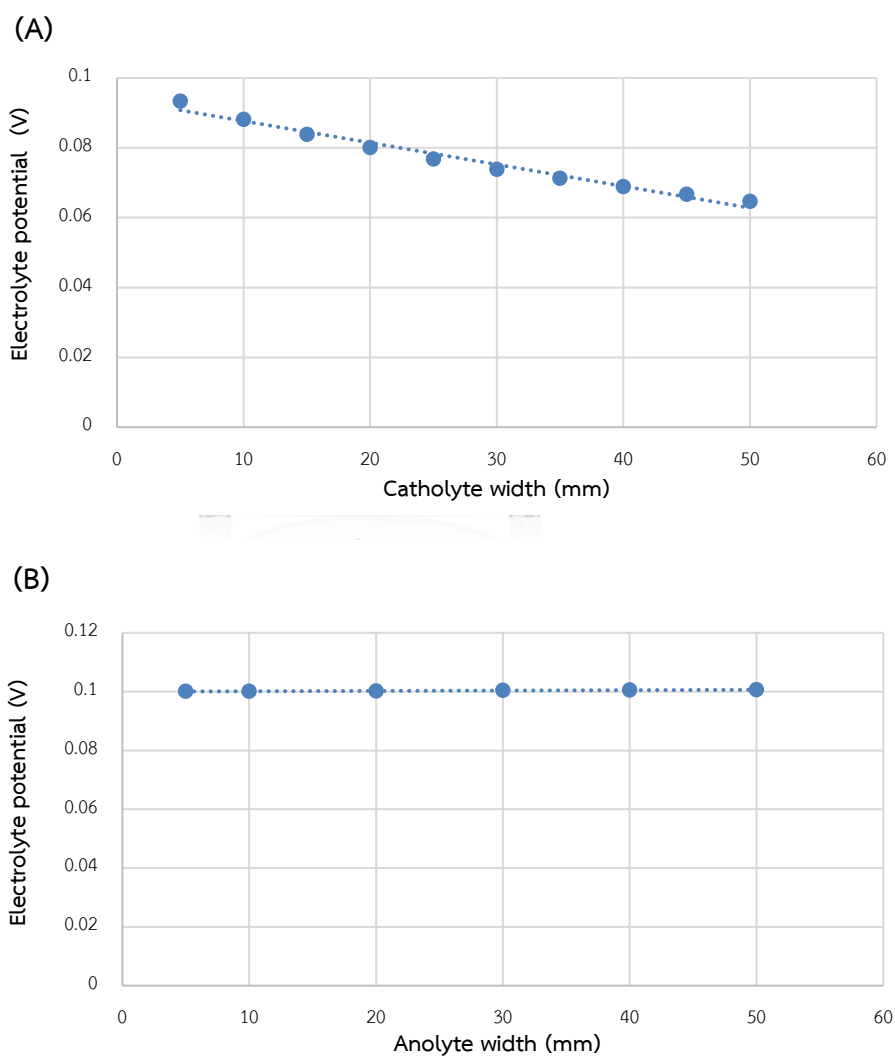 (A)
Electrolyte potential (V)
0.1
0.08
0.06
0.04
0.02
0
0 10 20 30 40 50 60
Catholyte width (mm)
(B)
Electrolyte potential (V)
0.12
0.1
0.08
0.06
0.04
0.02
0
0 10 20 30 40 50 60
Anolyte width (mm)